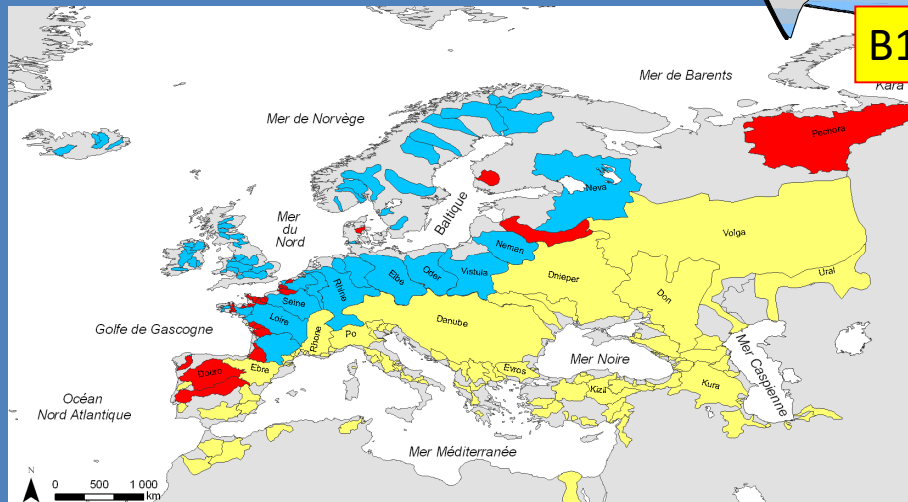 B1
Mer de Barents
Kara
Mer de Norvège
Pechora
Neva
Mer
du
Nord
Baltique
Volga
Nemen
Ural
Elbe
Oder
Vistula
Dnieper
Rhine
Seine
Don
Loire
Golfe de Gascogne
Danube
Rhone
Po
Mer Noire
Mer Caspienne
Douro
Ebre
Evros
Kizil
Kura
Océan
Nord Atlantique
Mer Méditerranée
N
0 500 1 000
km